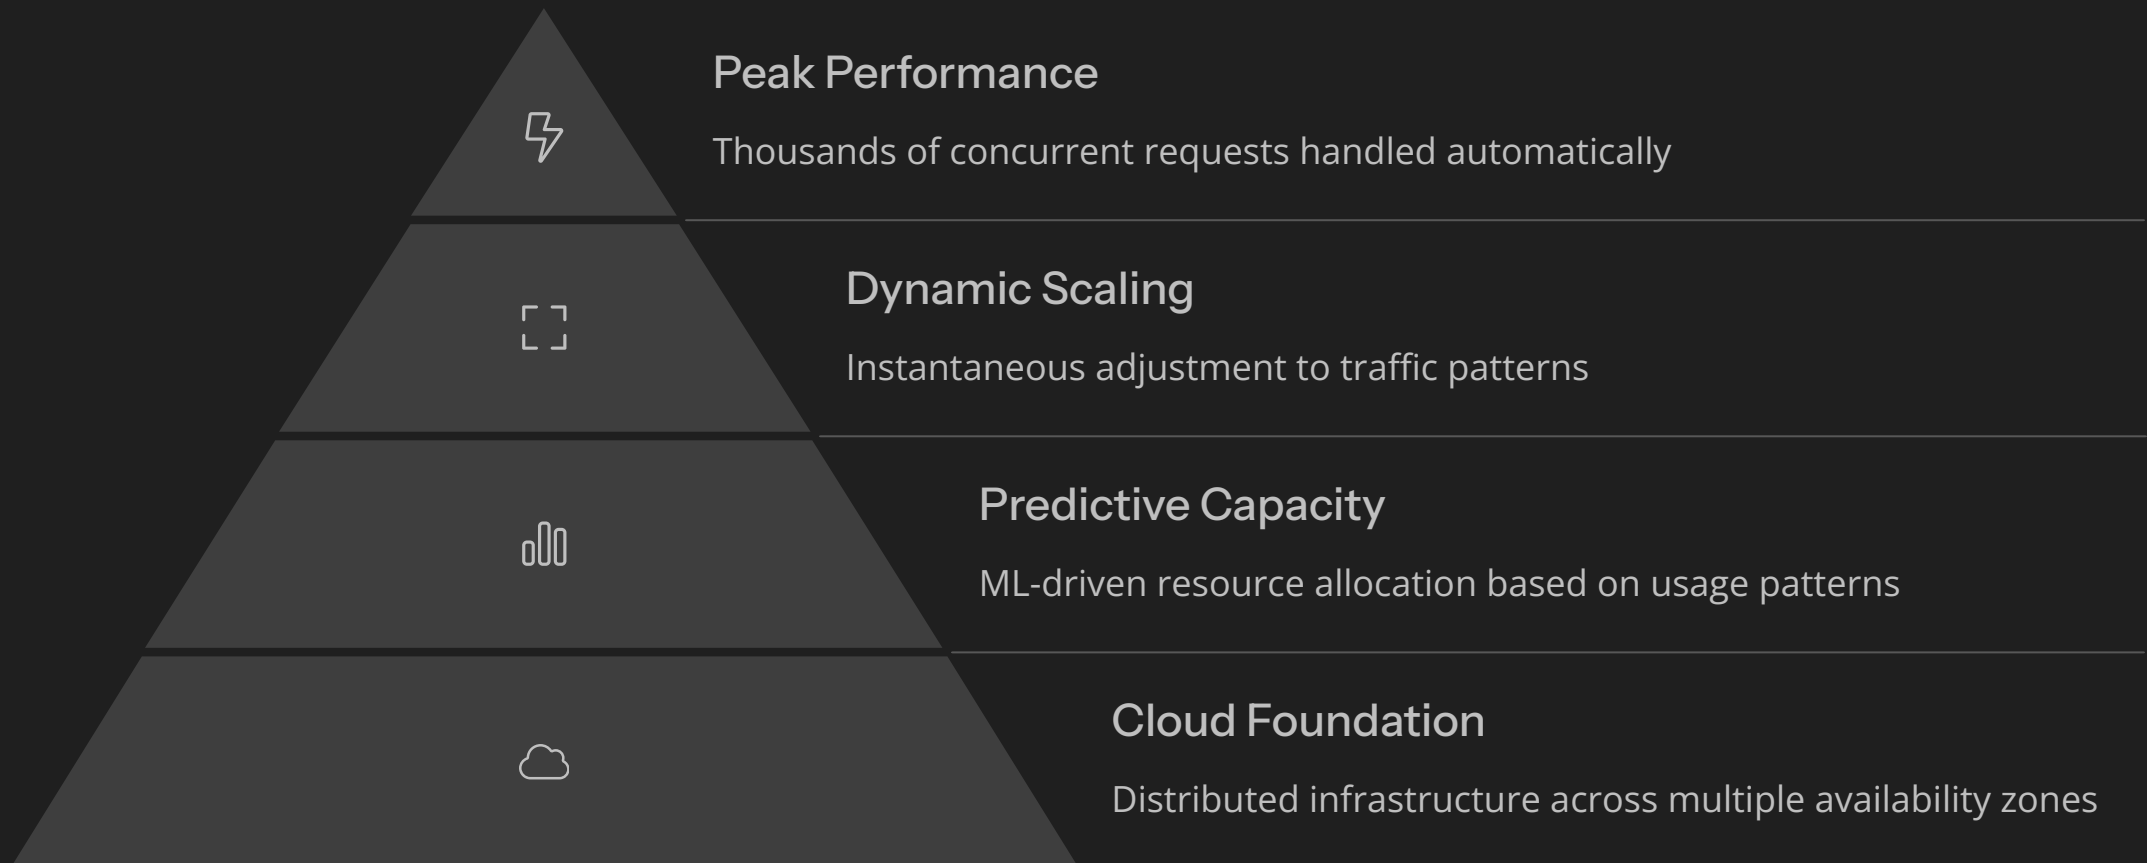 Peak Performance
Thousands of concurrent requests handled automatically
Dynamic Scaling
Instantaneous adjustment to traffic patterns
Predictive Capacity
ML-driven resource allocation based on usage patterns
Cloud Foundation
Distributed infrastructure across multiple availability zones